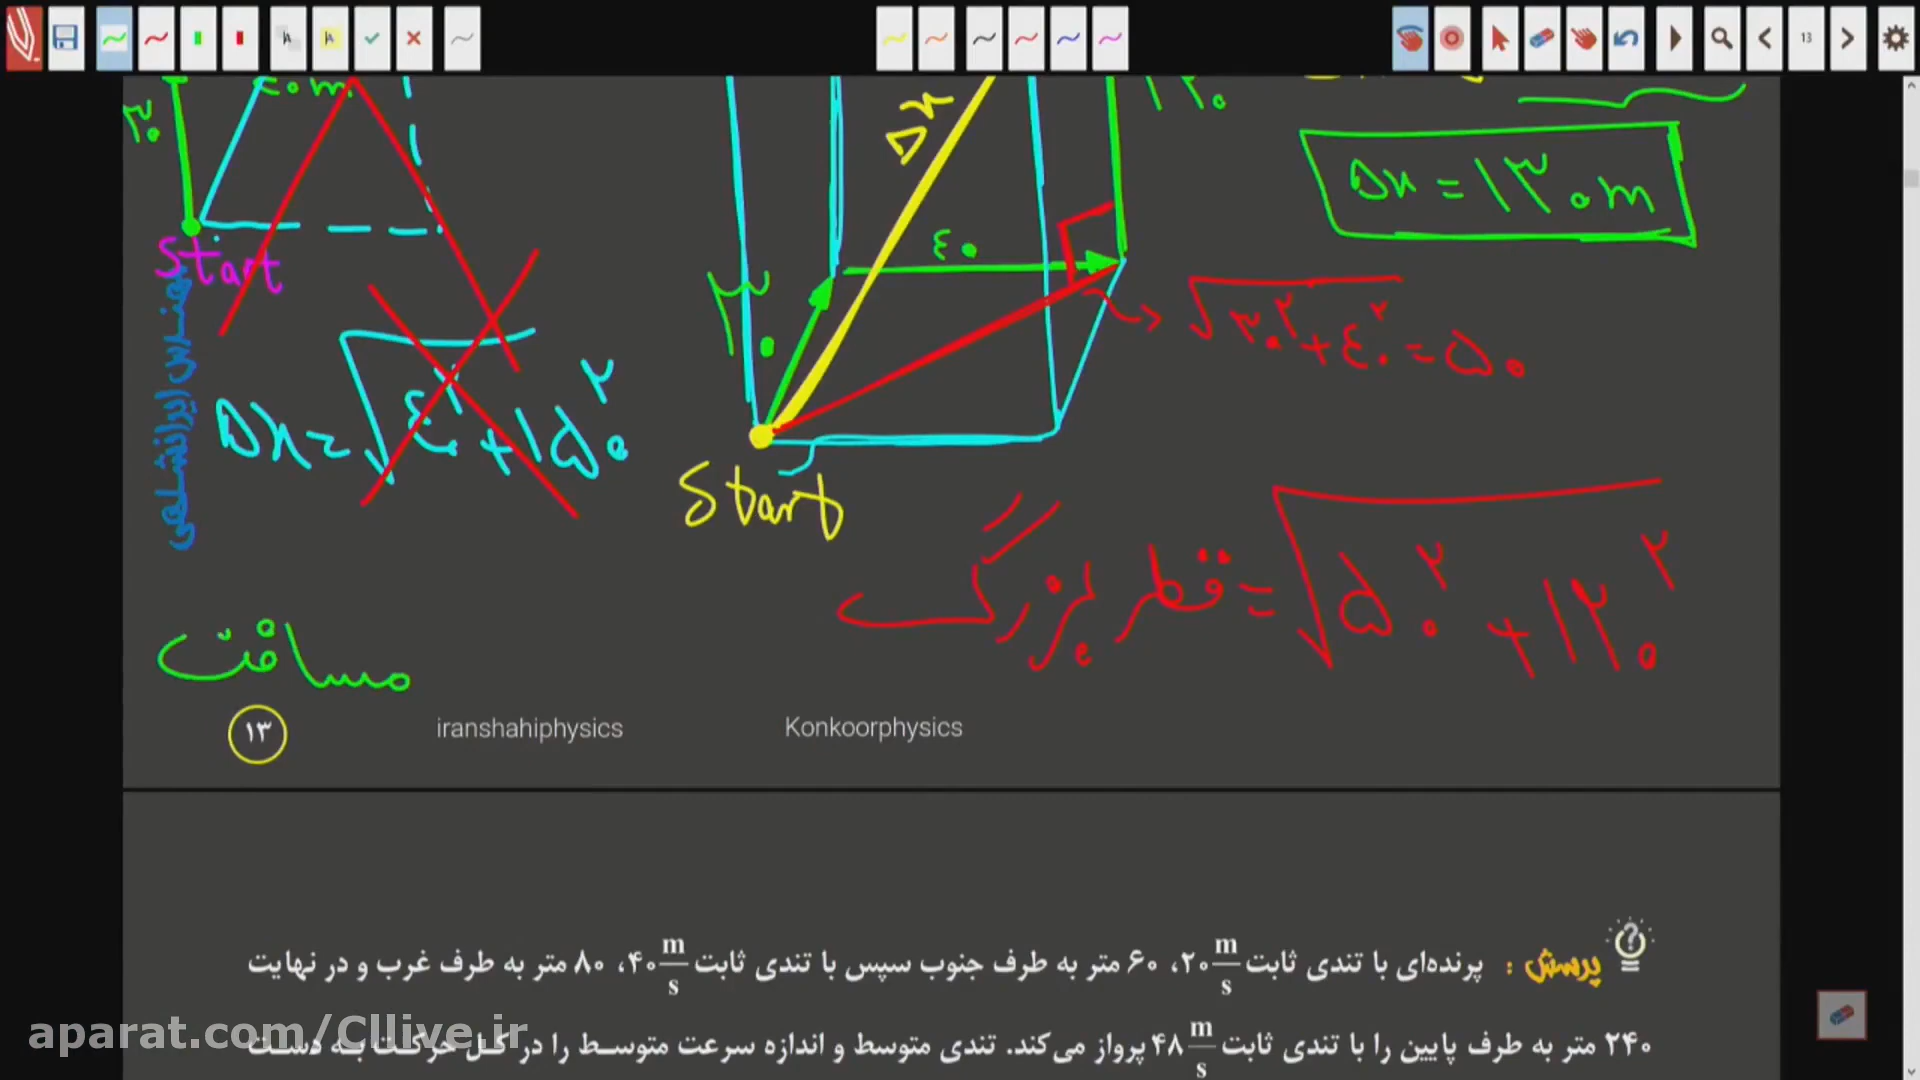 ۳۰
Start
۱۲۰
Δx = ۱۳۰m
۴۰
۳۰
√۳۰²+۴۰² = ۵۰
Δx = √۴۰²+۱۵۰²
Start
قطر بزرگ = √۵۰² + ۱۲۰²
مسافت
۱۳
iranshahiphysics
Konkoorphysics
پرسش : پرنده‌ای با تندی ثابت ۲۰ m/s، ۶۰ متر به طرف جنوب سپس با تندی ثابت ۴۰ m/s، ۸۰ متر به طرف غرب و در نهایت
۲۴۰ متر به طرف پایین را با تندی ثابت ۴۸ m/s پرواز می‌کند. تندی متوسط و اندازه سرعت متوسط را در کل حرکت به دست
aparat.com/Cllive.ir
13